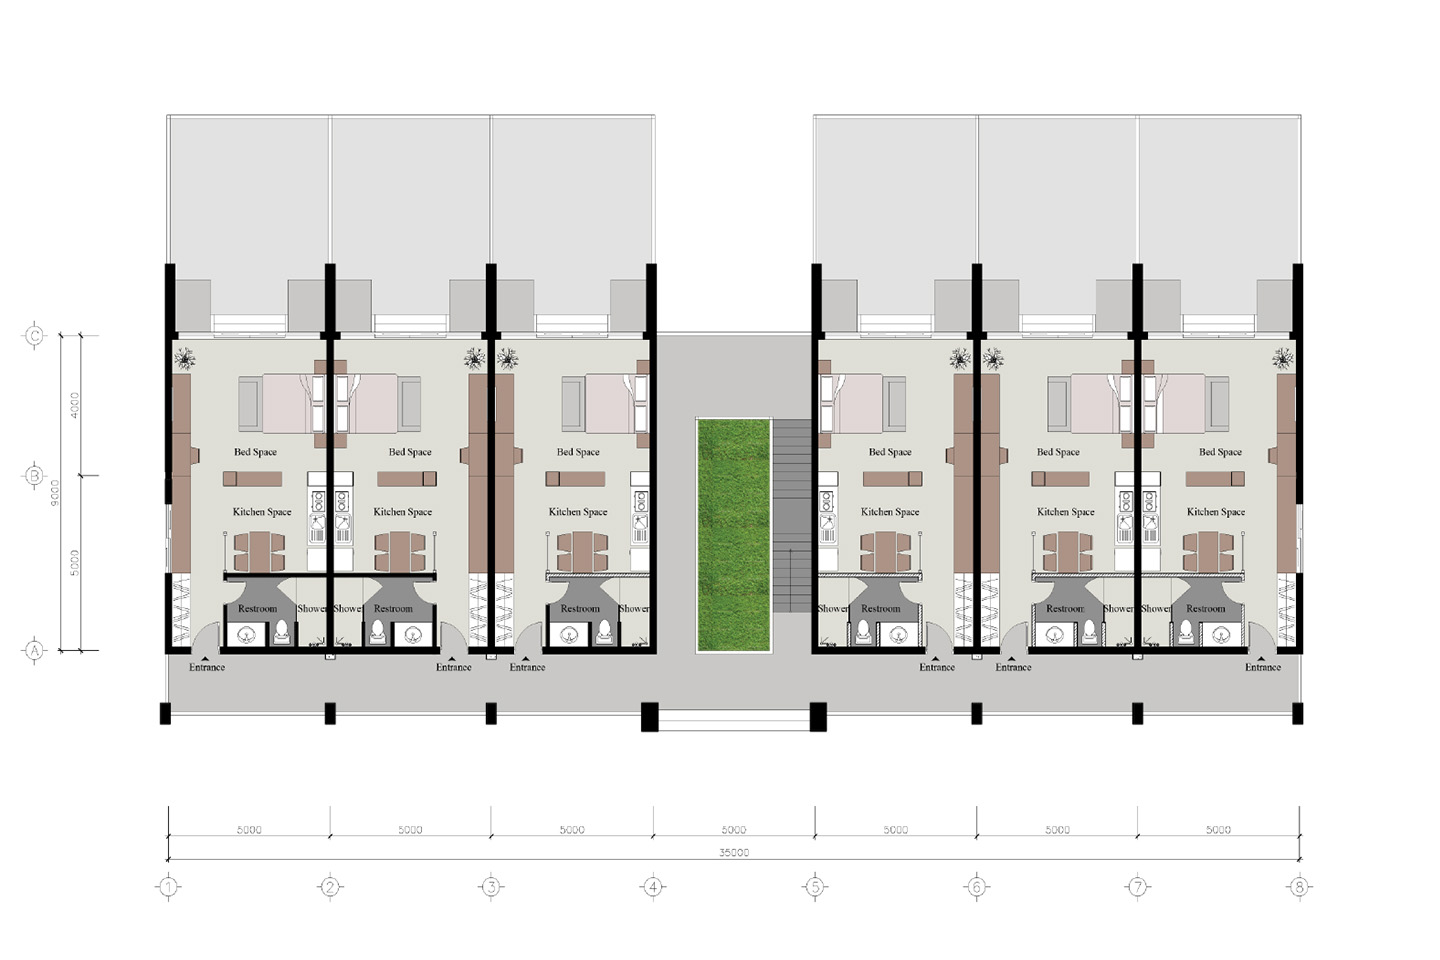 C
4000
Bed Space
Bed Space
Bed Space
Bed Space
Bed Space
Bed Space
B
9000
Kitchen Space
Kitchen Space
Kitchen Space
Kitchen Space
Kitchen Space
Kitchen Space
5000
Restroom
Shower
Shower
Restroom
Restroom
Shower
Shower
Restroom
Restroom
Shower
Shower
Restroom
A
Entrance
Entrance
Entrance
Entrance
Entrance
Entrance
5000
5000
5000
5000
5000
5000
5000
35000
1
2
3
4
5
6
7
8